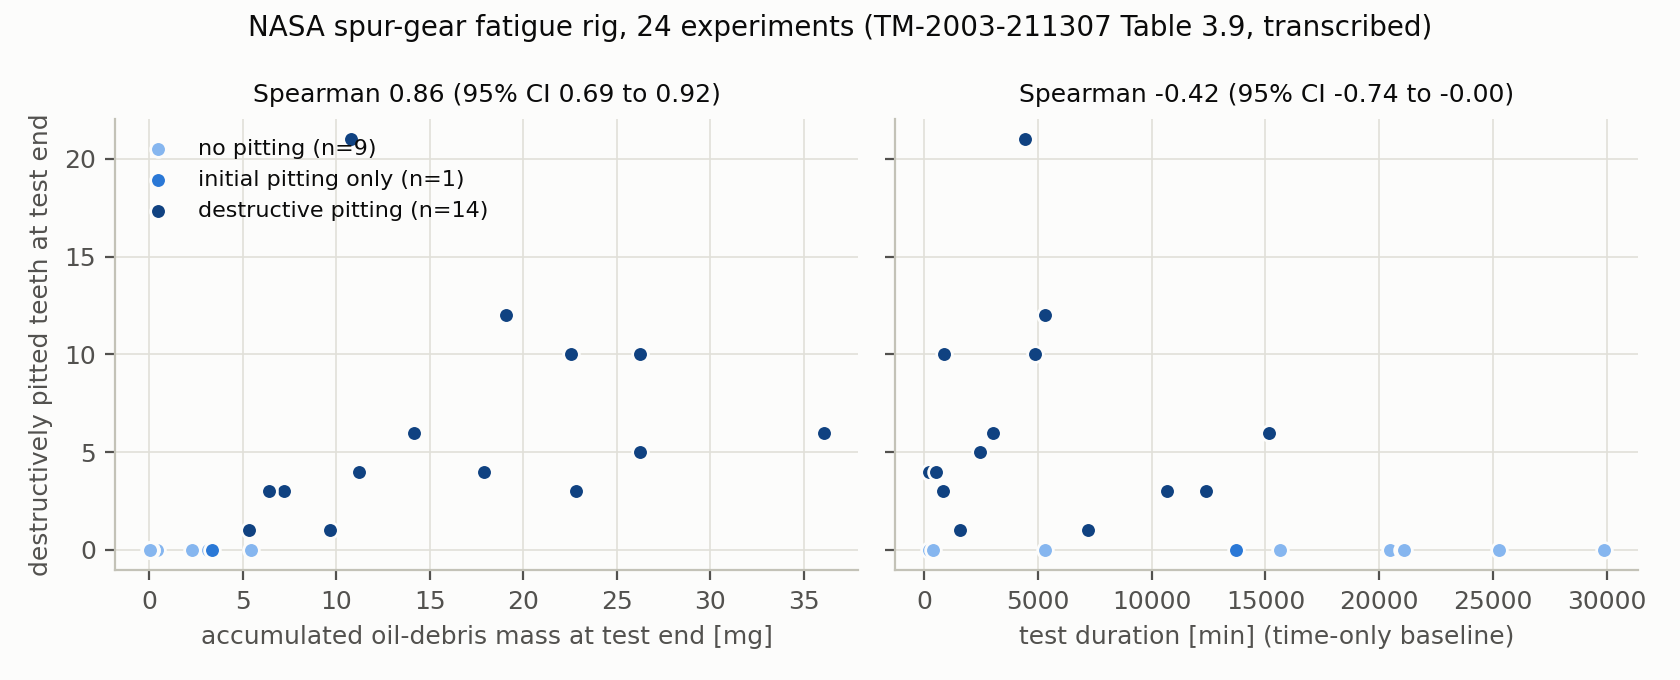 NASA spur-gear fatigue rig, 24 experiments (TM-2003-211307 Table 3.9, transcribed)
Spearman 0.86 (95% CI 0.69 to 0.92)
destructively pitted teeth at test end
20
15
10
5
0
no pitting (n=9)
initial pitting only (n=1)
destructive pitting (n=14)
0 5 10 15 20 25 30 35
accumulated oil-debris mass at test end [mg]
Spearman -0.42 (95% CI -0.74 to -0.00)
0 5000 10000 15000 20000 25000 30000
test duration [min] (time-only baseline)